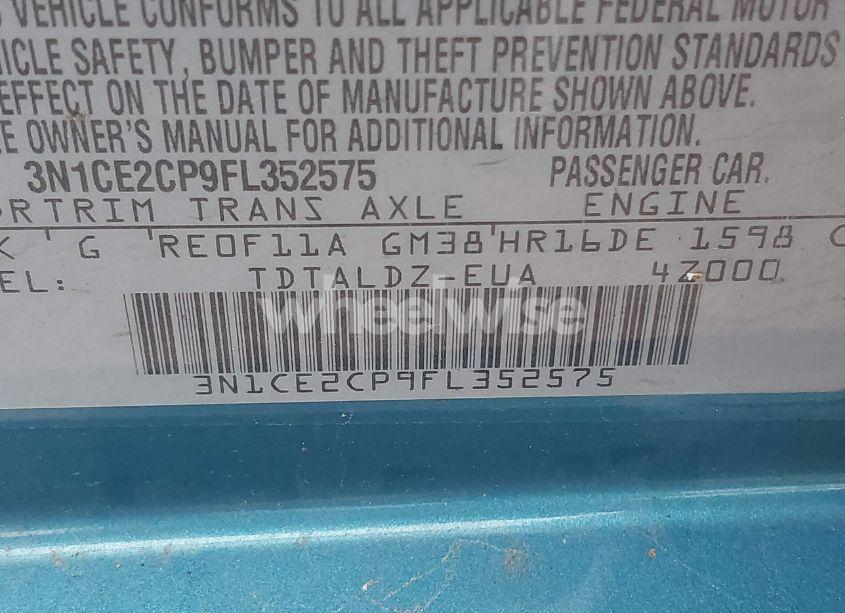 VEHICLE CONFORMS TO ALL APPLICABLE FEDERAL MOTOR
ICLE SAFETY, BUMPER AND THEFT PREVENTION STANDARDS
EFFECT ON THE DATE OF MANUFACTURE SHOWN ABOVE.
E OWNER'S MANUAL FOR ADDITIONAL INFORMATION.
3N1CE2CP9FL352575 PASSENGER CAR.
OR TRIM TRANS AXLE ENGINE
K G RE0F11A GM38 HR16DE 1598 C
EL: TDTALDZ-EUA 4Z000
wheelwise
3N1CE2CP9FL352575